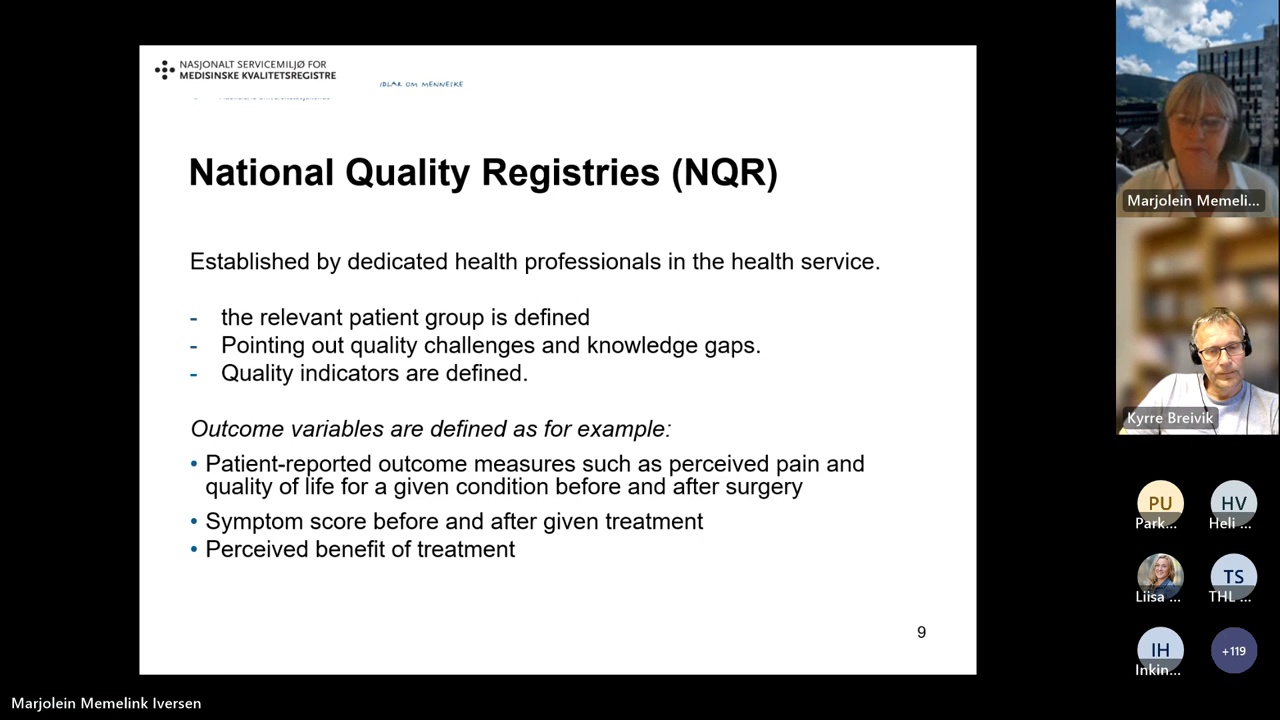 NASJONALT SERVICEMILJØ FOR
MEDISINSKE KVALITETSREGISTRE
IDLAR OM MENNESKE
National Quality Registries (NQR)
Established by dedicated health professionals in the health service.
- the relevant patient group is defined
- Pointing out quality challenges and knowledge gaps.
- Quality indicators are defined.
Outcome variables are defined as for example:
• Patient-reported outcome measures such as perceived pain and
quality of life for a given condition before and after surgery
• Symptom score before and after given treatment
• Perceived benefit of treatment
9
Marjolein Memeli...
Kyrre Breivik
PU
Park...
HV
Heli ...
Liisa ...
TS
THL ...
IH
Inkin...
+119
Marjolein Memelink Iversen